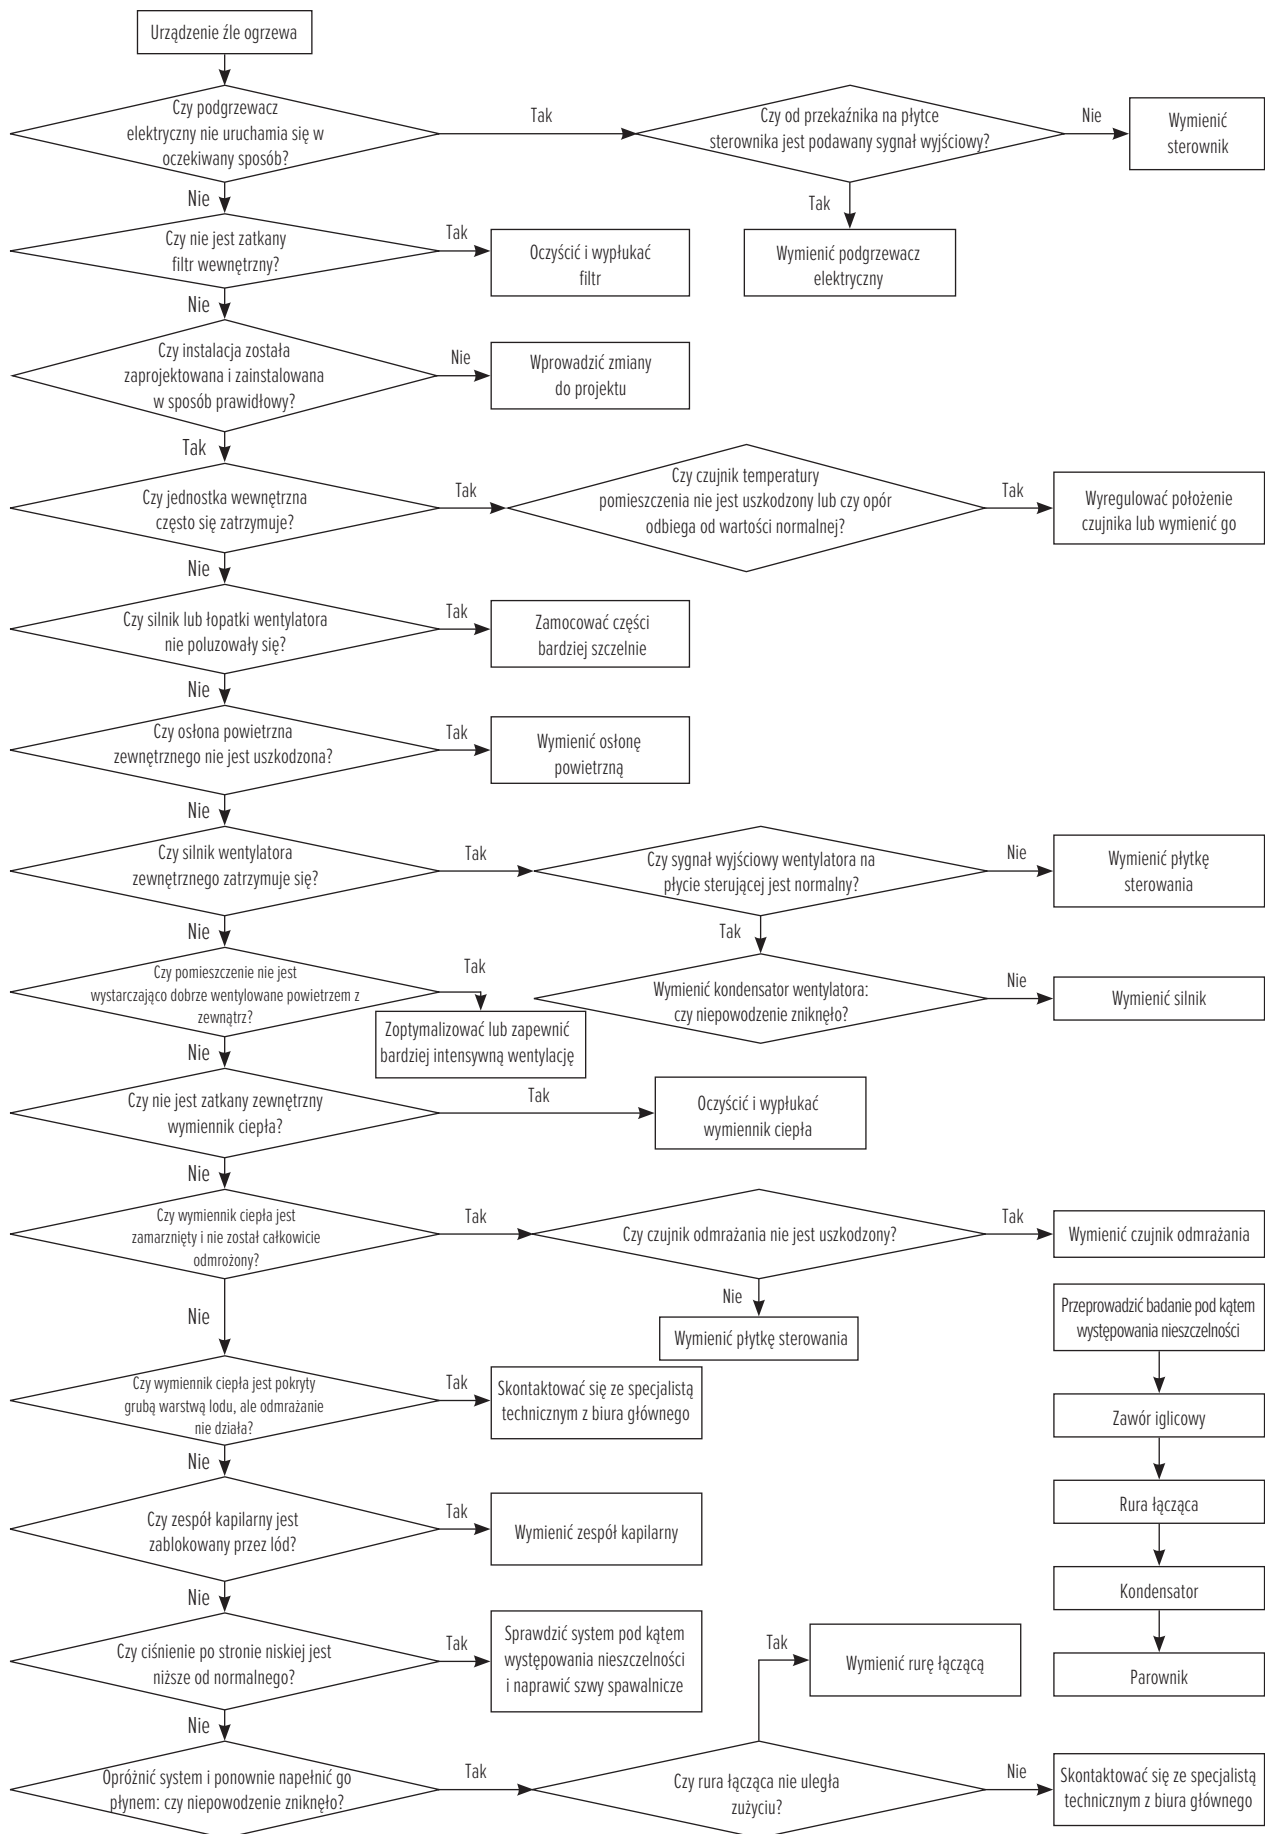 Urządzenie źle ogrzewa
Czy podgrzewacz
elektryczny nie uruchamia się w
oczekiwany sposób?
Tak
Czy od przekaźnika na płytce
sterownika jest podawany sygnał wyjściowy?
Nie
Wymienić
sterownik
Nie
Tak
Czy nie jest zatkany
filtr wewnętrzny?
Tak
Oczyścić i wypłukać
filtr
Wymienić podgrzewacz
elektryczny
Nie
Czy instalacja została
zaprojektowana i zainstalowana
w sposób prawidłowy?
Nie
Wprowadzić zmiany
do projektu
Tak
Czy jednostka wewnętrzna
często się zatrzymuje?
Tak
Czy czujnik temperatury
pomieszczenia nie jest uszkodzony lub czy opór
odbiega od wartości normalnej?
Tak
Wyregulować położenie
czujnika lub wymienić go
Nie
Czy silnik lub łopatki wentylatora
nie poluzowały się?
Tak
Zamocować części
bardziej szczelnie
Nie
Czy osłona powietrzna
zewnętrznego nie jest uszkodzona?
Tak
Wymienić osłonę
powietrzną
Nie
Czy silnik wentylatora
zewnętrznego zatrzymuje się?
Tak
Czy sygnał wyjściowy wentylatora na
płycie sterującej jest normalny?
Nie
Wymienić płytkę
sterowania
Nie
Tak
Czy pomieszczenie nie jest
wystarczająco dobrze wentylowane powietrzem z
zewnątrz?
Tak
Zoptymalizować lub zapewnić
bardziej intensywną wentylację
Wymienić kondensator wentylatora:
czy niepowodzenie zniknęło?
Nie
Wymienić silnik
Nie
Czy nie jest zatkany zewnętrzny
wymiennik ciepła?
Tak
Oczyścić i wypłukać
wymiennik ciepła
Nie
Czy wymiennik ciepła jest
zamarznięty i nie został całkowicie
odmrożony?
Tak
Czy czujnik odmrażania nie jest uszkodzony?
Tak
Wymienić czujnik odmrażania
Nie
Nie
Wymienić płytkę sterowania
Przeprowadzić badanie pod kątem
występowania nieszczelności
Czy wymiennik ciepła jest pokryty
grubą warstwą lodu, ale odmrażanie
nie działa?
Tak
Skontaktować się ze specjalistą
technicznym z biura głównego
Zawór iglicowy
Nie
Czy zespół kapilarny jest
zablokowany przez lód?
Tak
Wymienić zespół kapilarny
Rura łącząca
Kondensator
Nie
Czy ciśnienie po stronie niskiej jest
niższe od normalnego?
Tak
Sprawdzić system pod kątem
występowania nieszczelności
i naprawić szwy spawalnicze
Tak
Wymienić rurę łączącą
Parownik
Nie
Opróżnić system i ponownie napełnić go
płynem: czy niepowodzenie zniknęło?
Tak
Czy rura łącząca nie uległa
zużyciu?
Nie
Skontaktować się ze specjalistą
technicznym z biura głównego